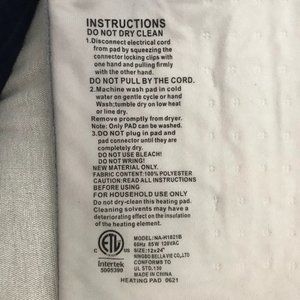 INSTRUCTIONS
DO NOT DRY CLEAN
1.Disconnect electrical cord
from pad by squeezing the
connector locking clips with
one hand and pulling firmly
with the other hand.
DO NOT PULL BY THE CORD.
2.Machine wash pad in cold
water on gentle cycle or hand
Wash;tumble dry on low heat
or line dry.
Remove promptly from dryer.
Note: Only PAD can be washed.
3.DO NOT plug in pad and
pad connector until they are
completely dry.
DO NOT USE BLEACH!
DO NOT WRING!
NEW MATERIAL ONLY.
FABRIC CONTENT:100% POLYESTER
CAUTION:READ ALL INSTRUCTIONS
BEFORE USING
FOR HOUSEHOLD USE ONLY
Do not dry-clean this heating pad.
Cleaning solvents may have a
deteriorating effect on the insulation
of the heating element.
MODEL:NA-H1821B
60Hz 85W 120VAC
SIZE:12x24"
NINGBO BELLA VIE CO.,LTD
CONFORMS TO
UL STD.130
MADE IN CHINA
HEATING PAD 0621
ETL
Intertek
5005399